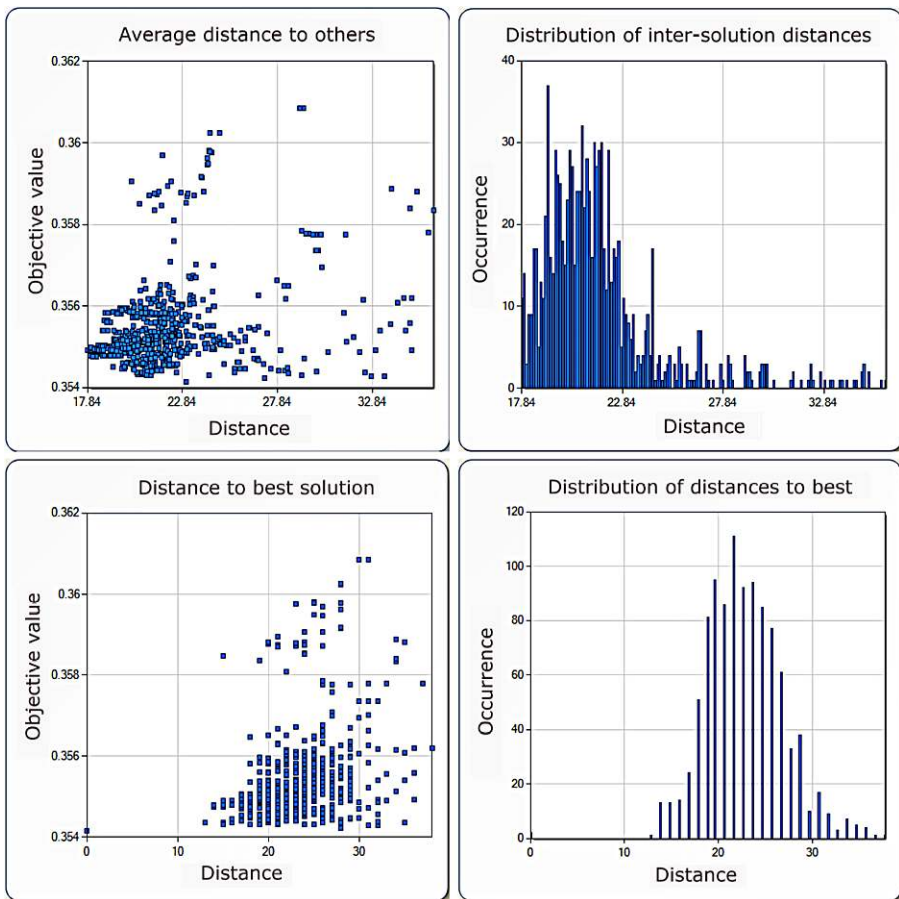 Average distance to others
0.362
0.36
0.358
0.356
0.354
Objective value
17.84 22.84 27.84 32.84
Distance
Distribution of inter-solution distances
40
30
20
10
0
Occurrence
17.84 22.84 27.84 32.84
Distance
Distance to best solution
0.362
0.36
0.358
0.356
0.354
Objective value
0 10 20 30
Distance
Distribution of distances to best
120
100
80
60
40
20
0
Occurrence
0 10 20 30
Distance